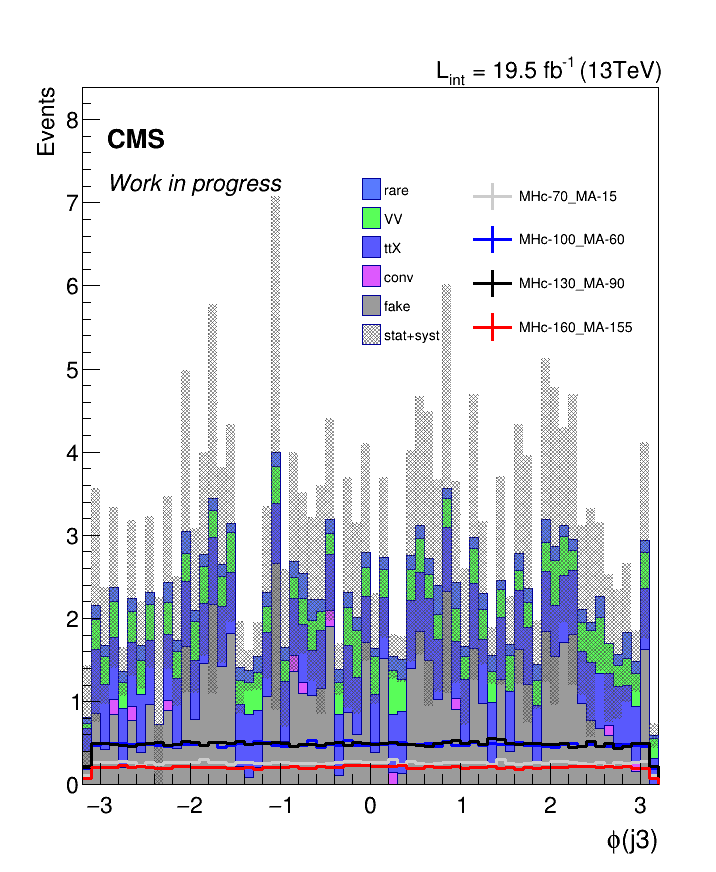 L_int = 19.5 fb^-1 (13TeV)
Events
CMS
Work in progress
rare
VV
ttX
conv
fake
stat+syst
MHc-70_MA-15
MHc-100_MA-60
MHc-130_MA-90
MHc-160_MA-155
8
7
6
5
4
3
2
1
0
−3 −2 −1 0 1 2 3
ϕ(j3)